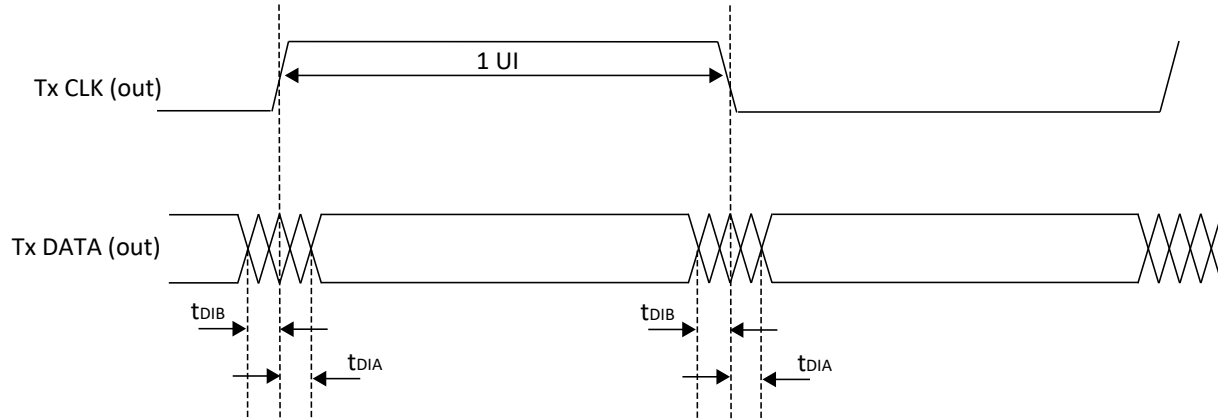 1 UI
Tx CLK (out)
Tx DATA (out)
tDIB
tDIB
tDIA
tDIA